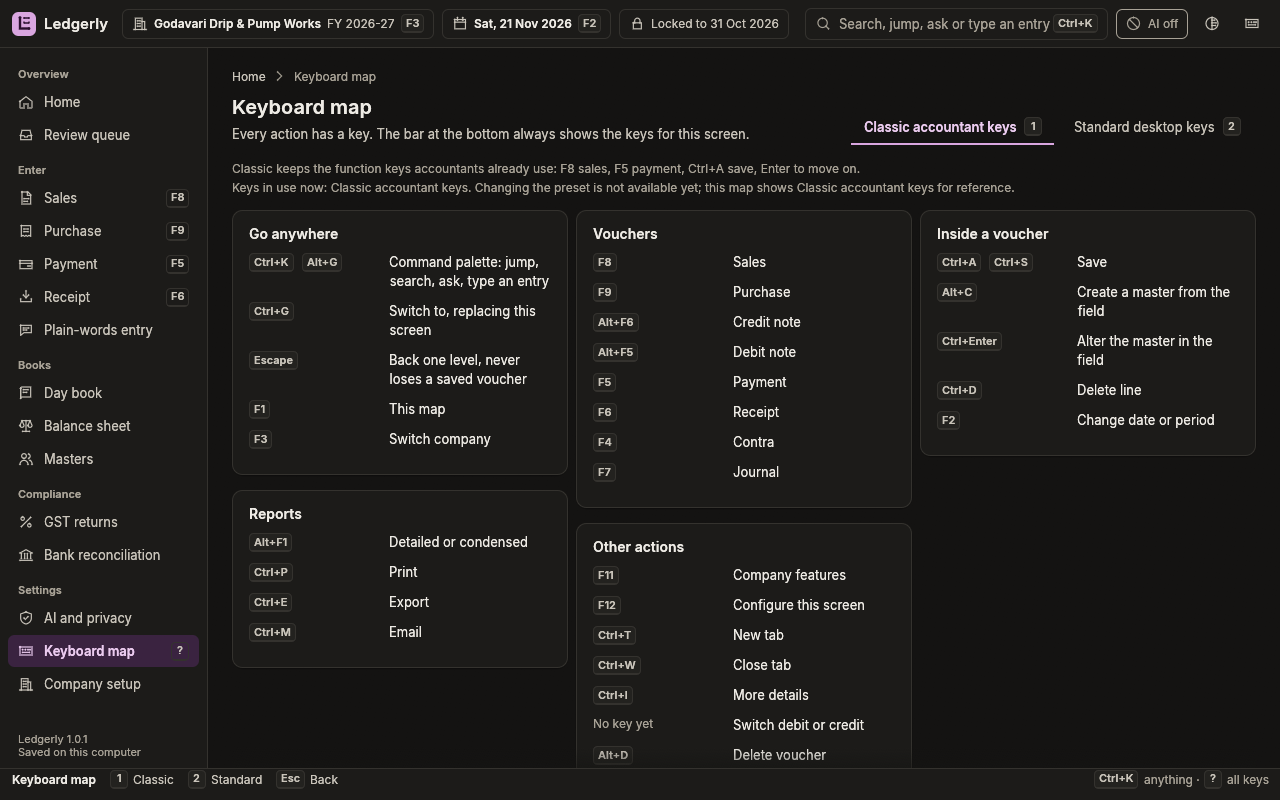 Ledgerly
Godavari Drip & Pump Works FY 2026-27 F3
Sat, 21 Nov 2026 F2
Locked to 31 Oct 2026
Search, jump, ask or type an entry Ctrl+K
AI off
Overview
Home
Review queue
Enter
Sales F8
Purchase F9
Payment F5
Receipt F6
Plain-words entry
Books
Day book
Balance sheet
Masters
Compliance
GST returns
Bank reconciliation
Settings
AI and privacy
Keyboard map ?
Company setup
Ledgerly 1.0.1
Saved on this computer
Home > Keyboard map
Keyboard map
Every action has a key. The bar at the bottom always shows the keys for this screen.
Classic accountant keys 1
Standard desktop keys 2
Classic keeps the function keys accountants already use: F8 sales, F5 payment, Ctrl+A save, Enter to move on.
Keys in use now: Classic accountant keys. Changing the preset is not available yet; this map shows Classic accountant keys for reference.
Go anywhere
Ctrl+K Alt+G Command palette: jump,
search, ask, type an entry
Ctrl+G Switch to, replacing this
screen
Escape Back one level, never
loses a saved voucher
F1 This map
F3 Switch company
Reports
Alt+F1 Detailed or condensed
Ctrl+P Print
Ctrl+E Export
Ctrl+M Email
Vouchers
F8 Sales
F9 Purchase
Alt+F6 Credit note
Alt+F5 Debit note
F5 Payment
F6 Receipt
F4 Contra
F7 Journal
Other actions
F11 Company features
F12 Configure this screen
Ctrl+T New tab
Ctrl+W Close tab
Ctrl+I More details
No key yet Switch debit or credit
Alt+D Delete voucher
Inside a voucher
Ctrl+A Ctrl+S Save
Alt+C Create a master from the
field
Ctrl+Enter Alter the master in the
field
Ctrl+D Delete line
F2 Change date or period
Keyboard map 1 Classic 2 Standard Esc Back
Ctrl+K anything · ? all keys